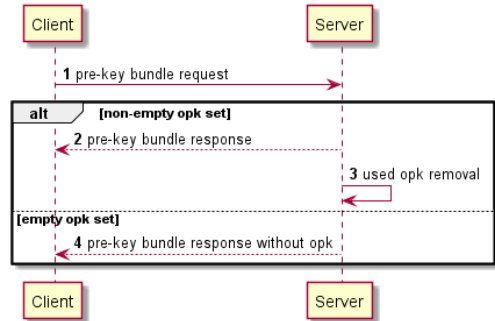 Client Server
1 pre-key bundle request
alt [non-empty opk set]
2 pre-key bundle response
3 used opk removal
[empty opk set]
4 pre-key bundle response without opk
Client Server